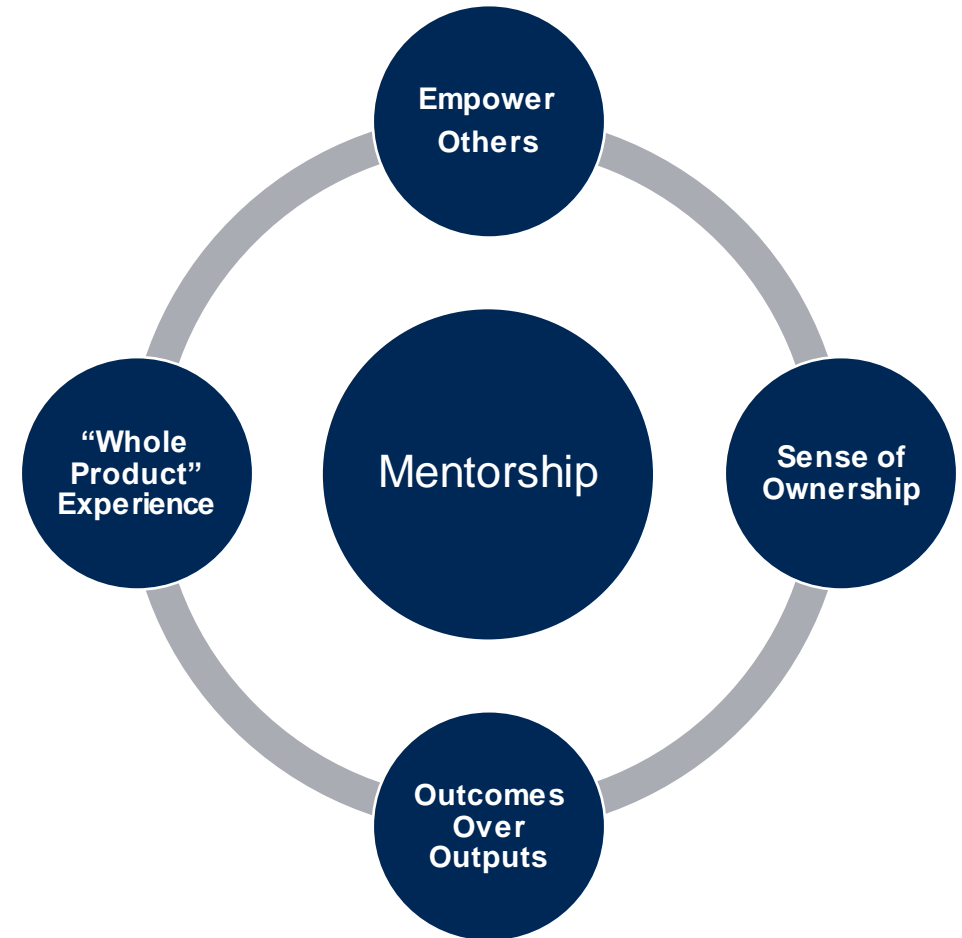 Empower
Others
“Whole
Product”
Experience
Mentorship
Sense of
Ownership
Outcomes
Over
Outputs